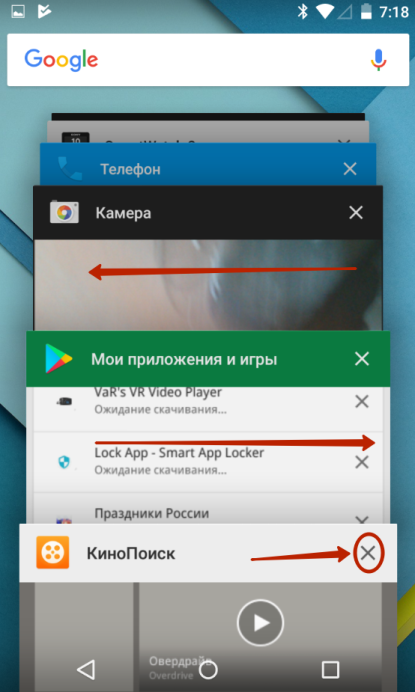 7:18
Google
Телефон
Камера
Мои приложения и игры
VaR's VR Video Player
Ожидание скачивания...
Lock App - Smart App Locker
Ожидание скачивания...
Праздники России
КиноПоиск
Овердрайв
Overdrive